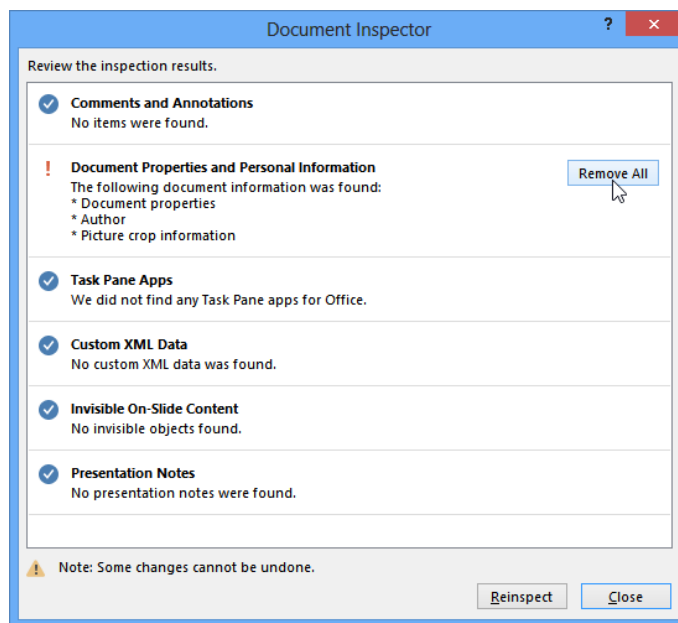 Document Inspector
?
Review the inspection results.
Comments and Annotations
No items were found.
! Document Properties and Personal Information
Remove All
The following document information was found:
* Document properties
* Author
* Picture crop information
Task Pane Apps
We did not find any Task Pane apps for Office.
Custom XML Data
No custom XML data was found.
Invisible On-Slide Content
No invisible objects found.
Presentation Notes
No presentation notes were found.
Note: Some changes cannot be undone.
Reinspect
Close